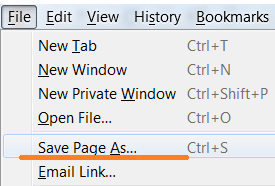 File Edit View History Bookmarks
New Tab Ctrl+T
New Window Ctrl+N
New Private Window Ctrl+Shift+P
Open File... Ctrl+O
Save Page As... Ctrl+S
Email Link...